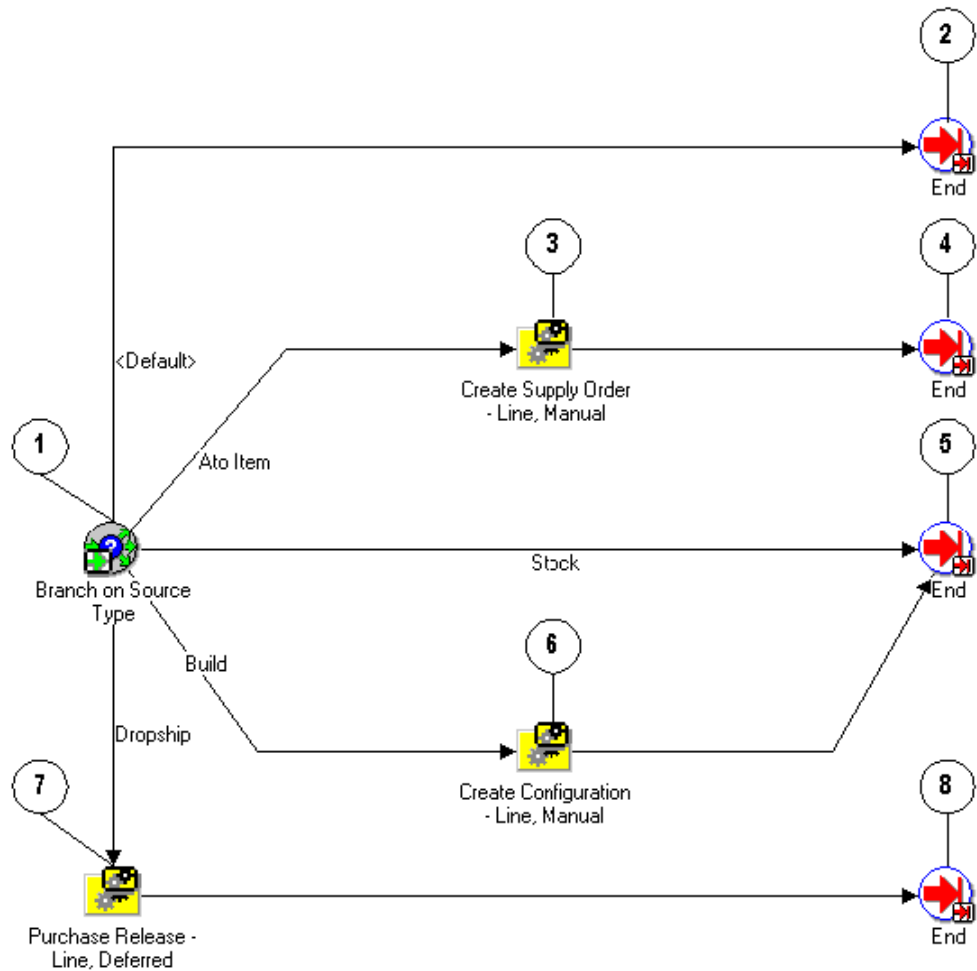 2
End
3
4
<Default>
Create Supply Order
- Line, Manual
End
1
Ato Item
5
Branch on Source
Type
Stock
End
Build
6
Dropship
7
Create Configuration
- Line, Manual
8
Purchase Release -
Line, Deferred
End